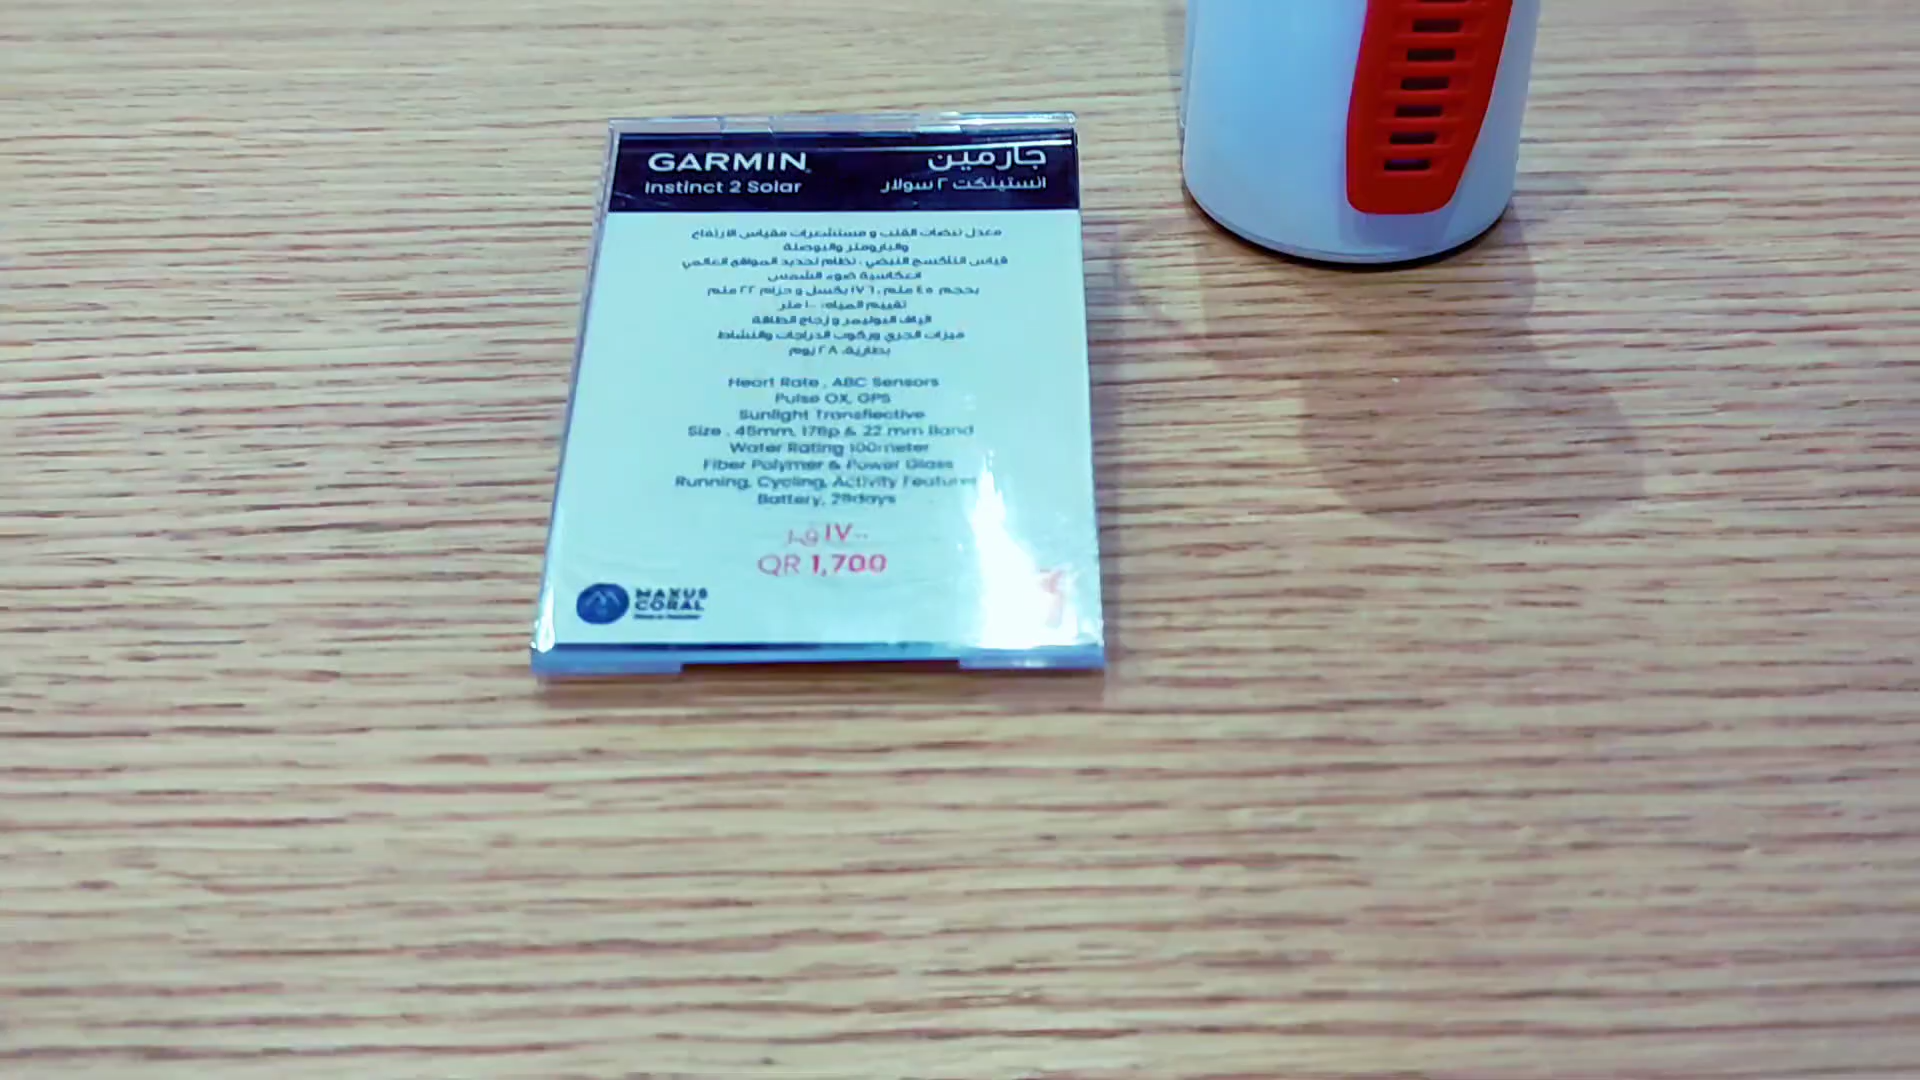 GARMIN
جارمين
Instinct 2 Solar
انستينكت ٢ سولار
معدل نبضات القلب و مستشعرات مقياس الارتفاع
والبارومتر والبوصلة
قياس التأكسج النبضي ، نظام تحديد المواقع العالمي
انعكاسية ضوء الشمس
بحجم ٤٥ ملم ، ١٧٦ بكسل و حزام ٢٢ ملم
تقييم المياه: ١٠٠ متر
الياف البوليمر و زجاج الطاقة
ميزات الجري وركوب الدراجات والنشاط
بطارية، ٢٨ يوم
Heart Rate , ABC Sensors
Pulse OX, GPS
Sunlight Transflective
Size . 45mm, 176p & 22 mm Band
Water Rating 100meter
Fiber Polymer & Power Glass
Running, Cycling, Activity Features
Battery, 28days
١٧٠٠ ق.ر
QR 1,700
MAXUS
CORAL